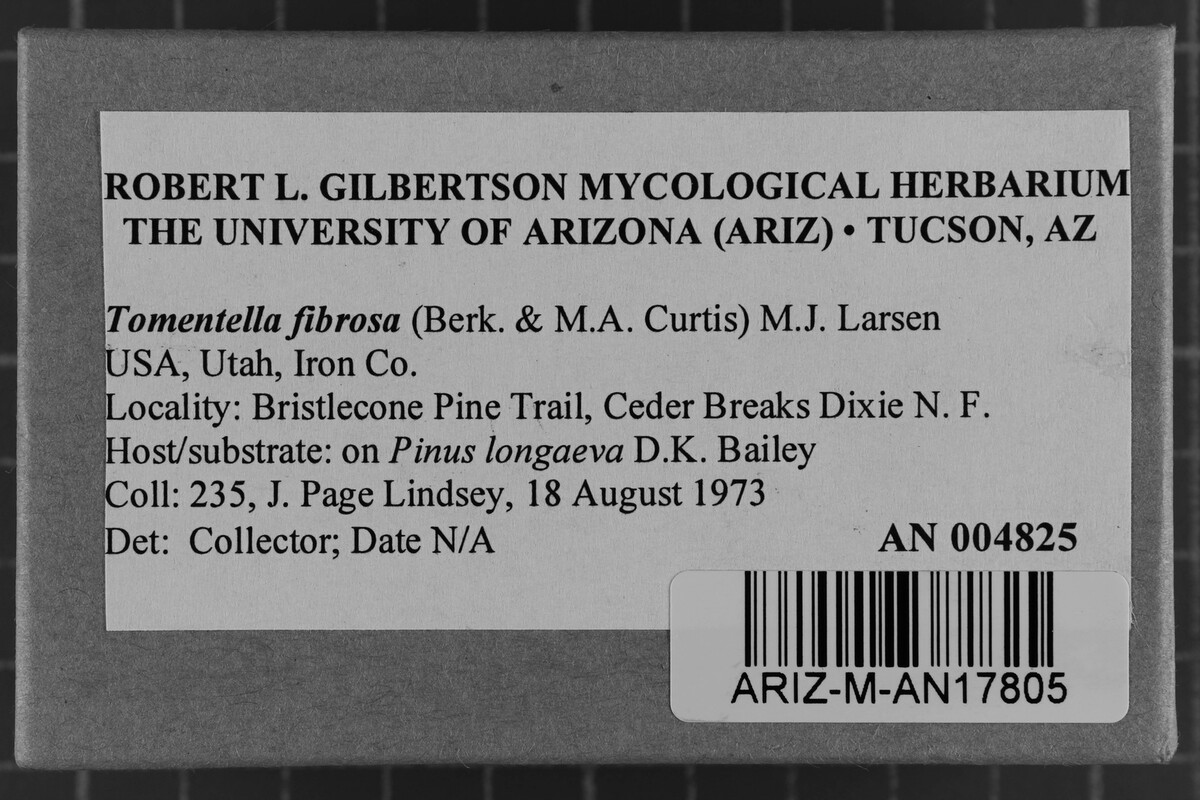 ROBERT L. GILBERTSON MYCOLOGICAL HERBARIUM
THE UNIVERSITY OF ARIZONA (ARIZ) • TUCSON, AZ
Tomentella fibrosa (Berk. & M.A. Curtis) M.J. Larsen
USA, Utah, Iron Co.
Locality: Bristlecone Pine Trail, Ceder Breaks Dixie N. F.
Host/substrate: on Pinus longaeva D.K. Bailey
Coll: 235, J. Page Lindsey, 18 August 1973
Det: Collector; Date N/A
AN 004825
ARIZ-M-AN17805